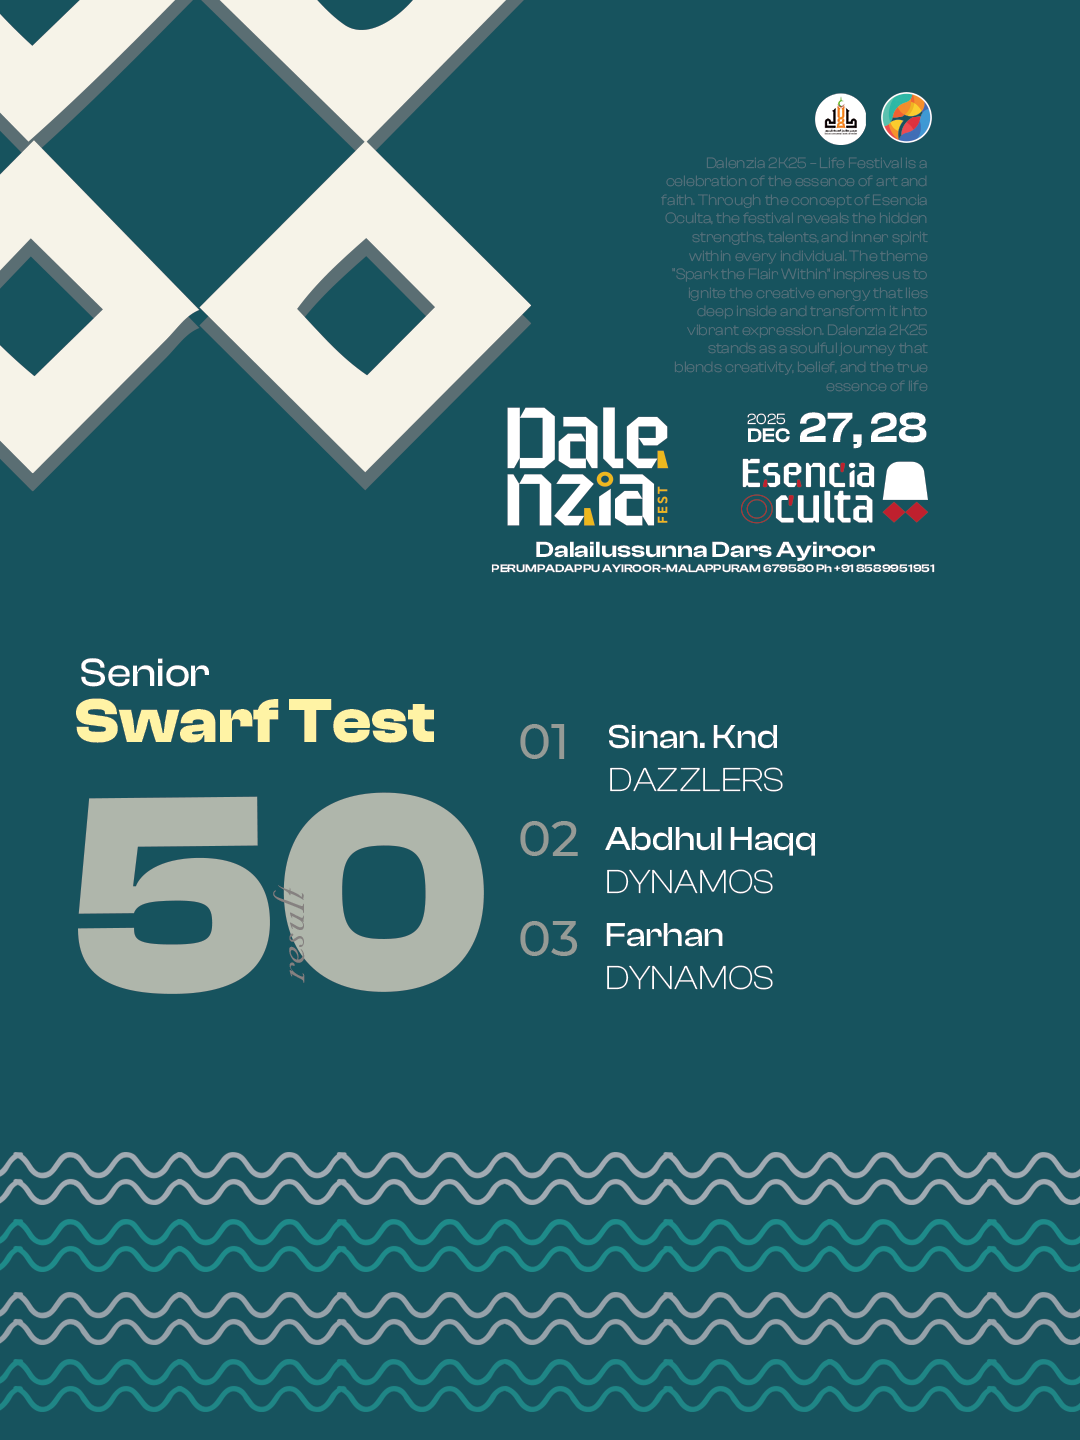 Dalenzia 2K25 - Life Festival is a
celebration of the essence of art and
faith. Through the concept of Esencia
Oculta, the festival reveals the hidden
strengths, talents, and inner spirit
within every individual. The theme
"Spark the Flair Within" inspires us to
ignite the creative energy that lies
deep inside and transform it into
vibrant expression. Dalenzia 2K25
stands as a soulful journey that
blends creativity, belief, and the true
essence of life
Dale
nzia
FEST
2025
DEC 27, 28
Esencia
Oculta
Dalailussunna Dars Ayiroor
PERUMPADAPPU AYIROOR-MALAPPURAM 679580 Ph +91 8589951951
Senior
Swarf Test
50
result
01 Sinan. Knd
DAZZLERS
02 Abdhul Haqq
DYNAMOS
03 Farhan
DYNAMOS